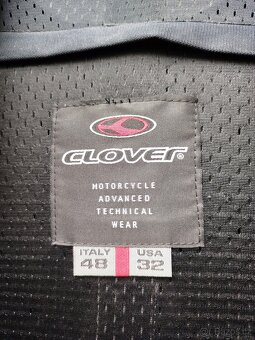 CLOVER®
MOTORCYCLE
ADVANCED
TECHNICAL
WEAR
ITALY USA
48 32